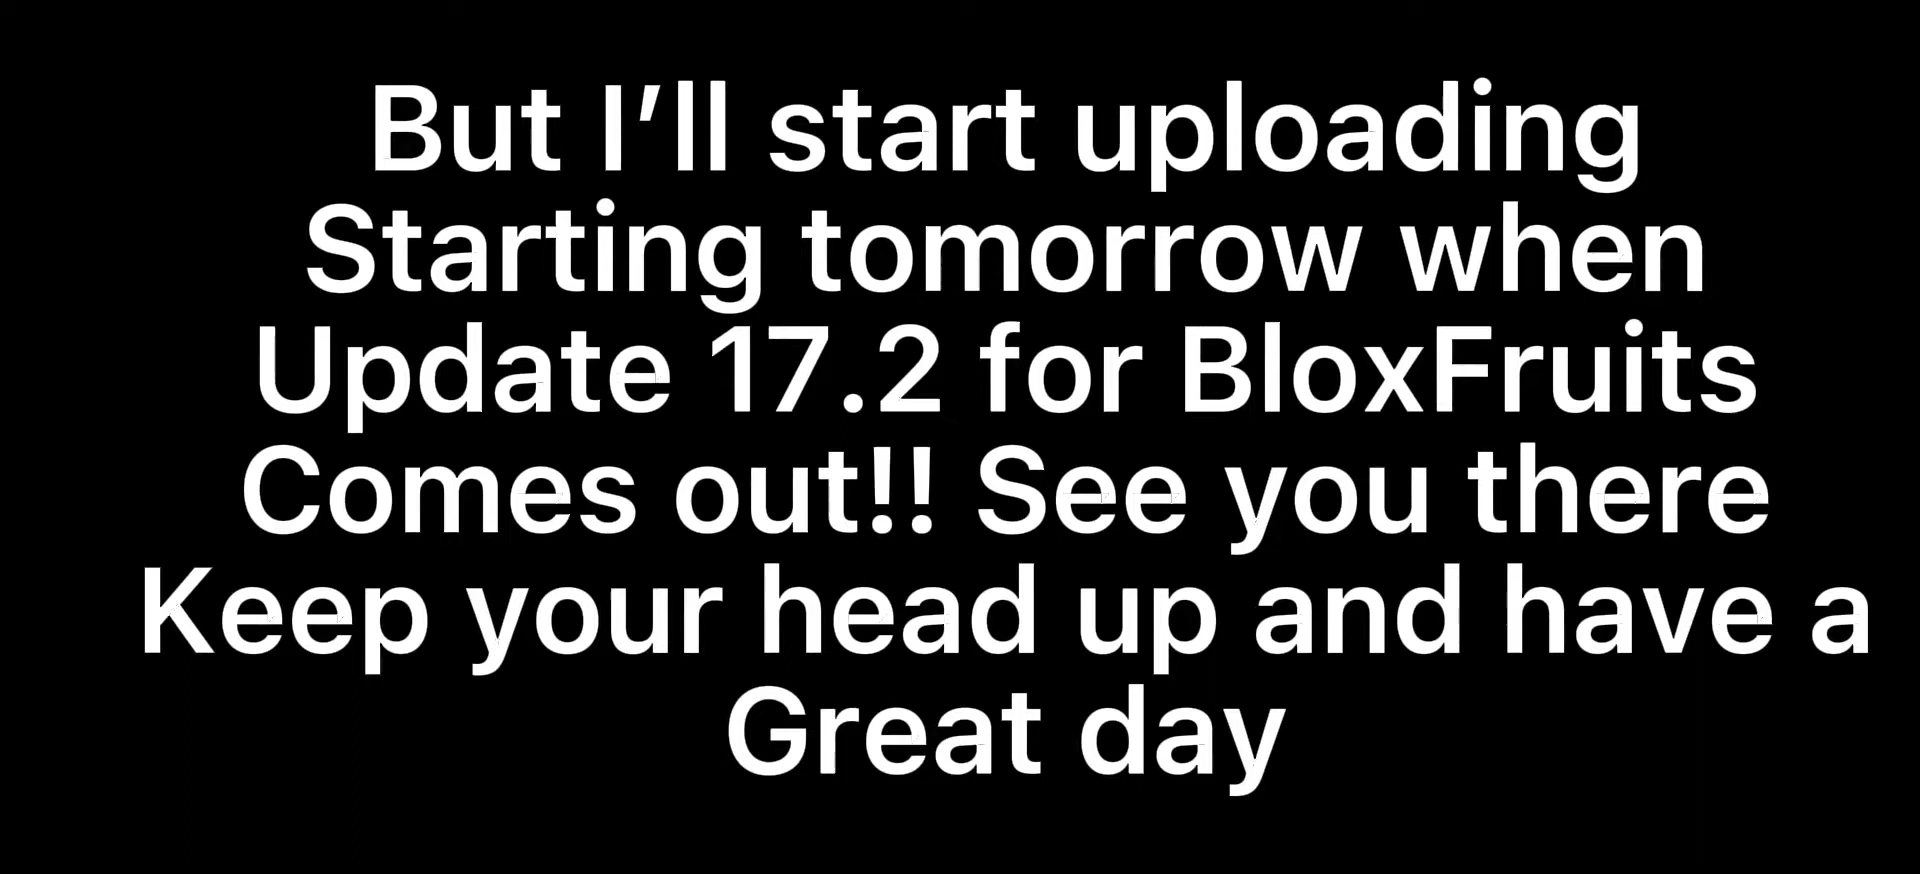 But I’ll start uploading
Starting tomorrow when
Update 17.2 for BloxFruits
Comes out!! See you there
Keep your head up and have a
Great day